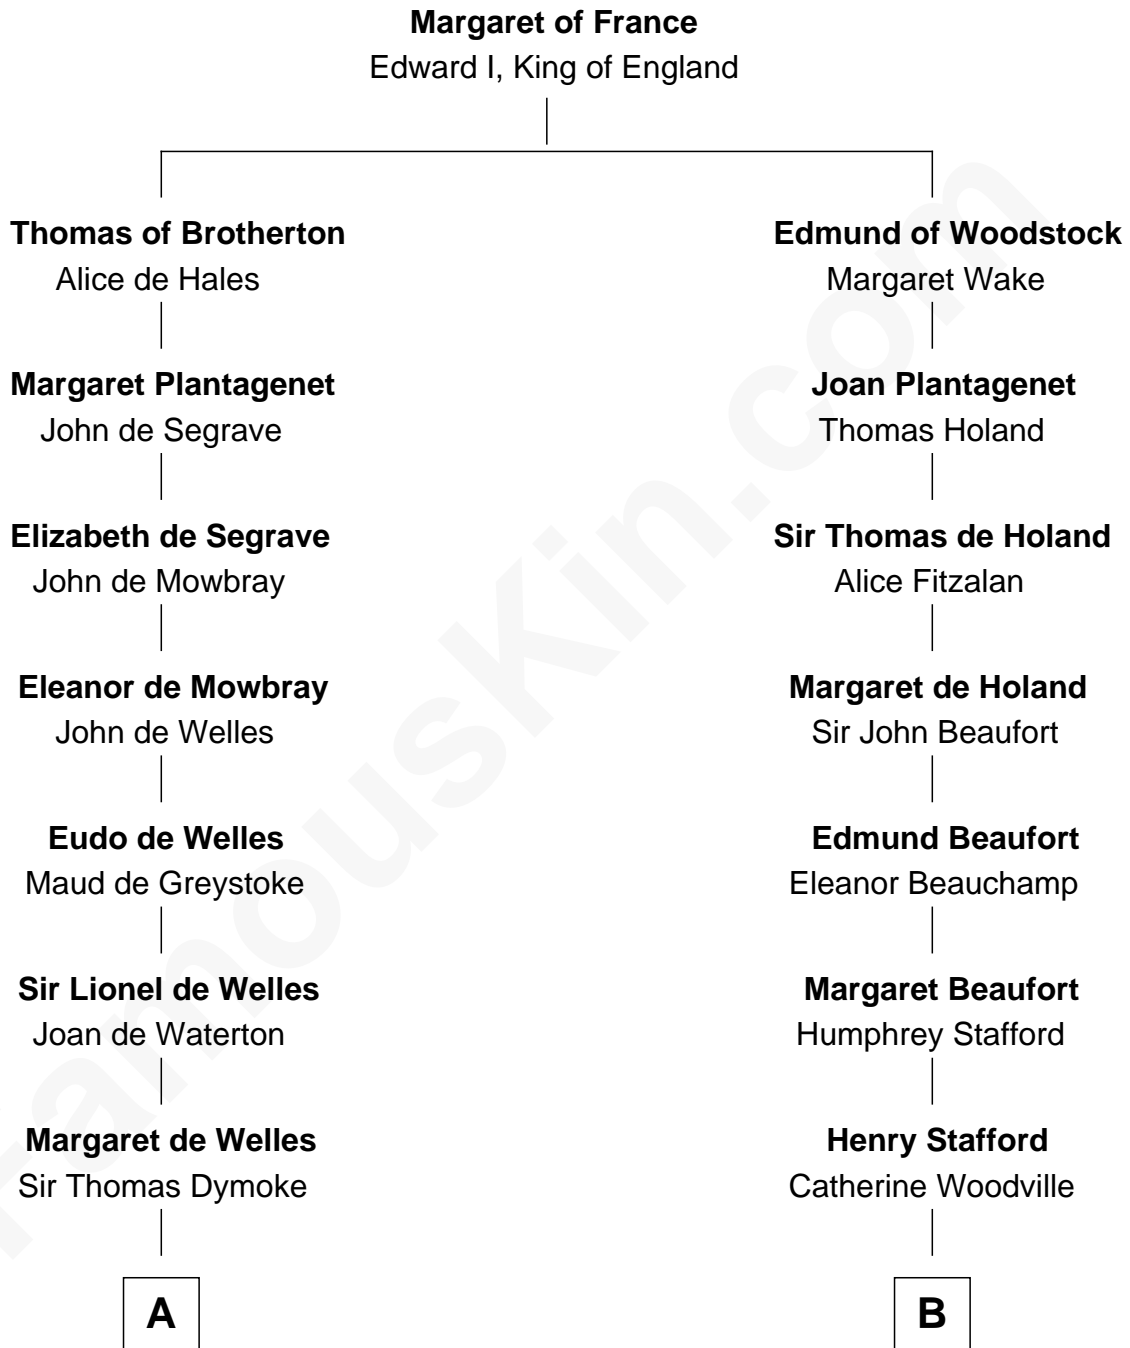 Margaret of France
Edward I, King of England
Thomas of Brotherton
Alice de Hales
Margaret Plantagenet
John de Segrave
Elizabeth de Segrave
John de Mowbray
Eleanor de Mowbray
John de Welles
Eudo de Welles
Maud de Greystoke
Sir Lionel de Welles
Joan de Waterton
Margaret de Welles
Sir Thomas Dymoke
A
Edmund of Woodstock
Margaret Wake
Joan Plantagenet
Thomas Holand
Sir Thomas de Holand
Alice Fitzalan
Margaret de Holand
Sir John Beaufort
Edmund Beaufort
Eleanor Beauchamp
Margaret Beaufort
Humphrey Stafford
Henry Stafford
Catherine Woodville
B
FamousKin.com